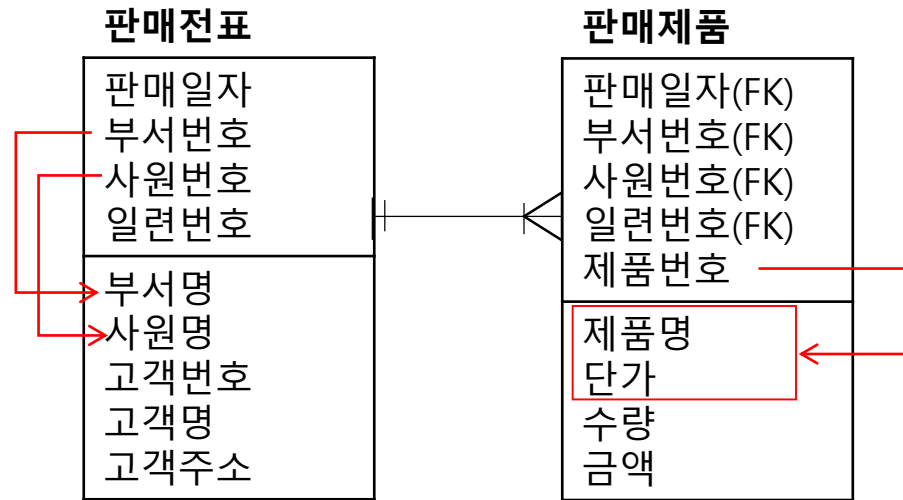 판매전표
판매일자
부서번호
사원번호
일련번호
부서명
사원명
고객번호
고객명
고객주소
판매제품
판매일자(FK)
부서번호(FK)
사원번호(FK)
일련번호(FK)
제품번호
제품명
단가
수량
금액